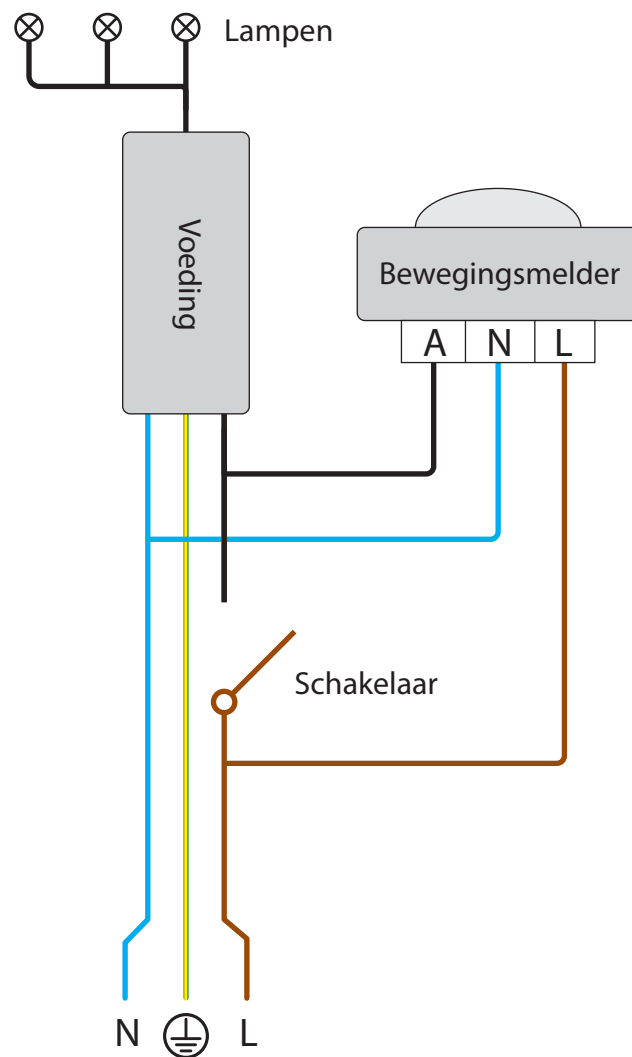 Lampen
Voeding
Bewegingsmelder
A N L
Schakelaar
N L